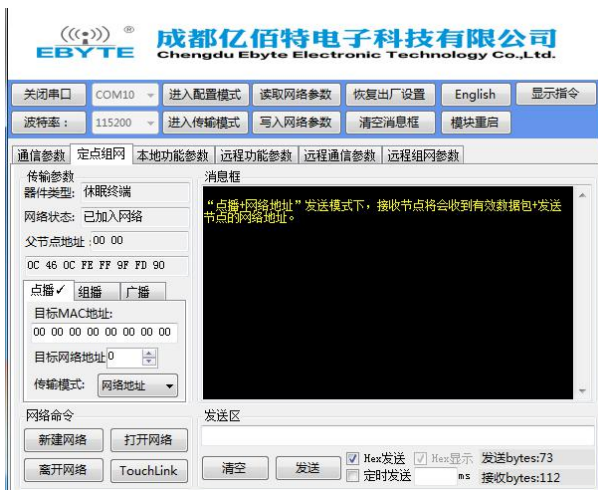 EBYTE ®
成都亿佰特电子科技有限公司
Chengdu Ebyte Electronic Technology Co.,Ltd.
关闭串口 COM10 进入配置模式 读取网络参数 恢复出厂设置 English 显示指令
波特率： 115200 进入传输模式 写入网络参数 清空消息框 模块重启
通信参数 定点组网 本地功能参数 远程功能参数 远程通信参数 远程组网参数
传输参数
器件类型: 休眠终端
网络状态: 已加入网络
父节点地址:00 00
0C 46 0C FE FF 9F FD 90
点播✓ 组播 广播
目标MAC地址:
00 00 00 00 00 00 00 00
目标网络地址 0
传输模式: 网络地址
网络命令
新建网络 打开网络
离开网络 TouchLink
消息框
“点播+网络地址”发送模式下，接收节点将会收到有效数据包+发送
节点的网络地址。
发送区
清空 发送
Hex发送 Hex显示 发送bytes:73
定时发送 ms 接收bytes:112